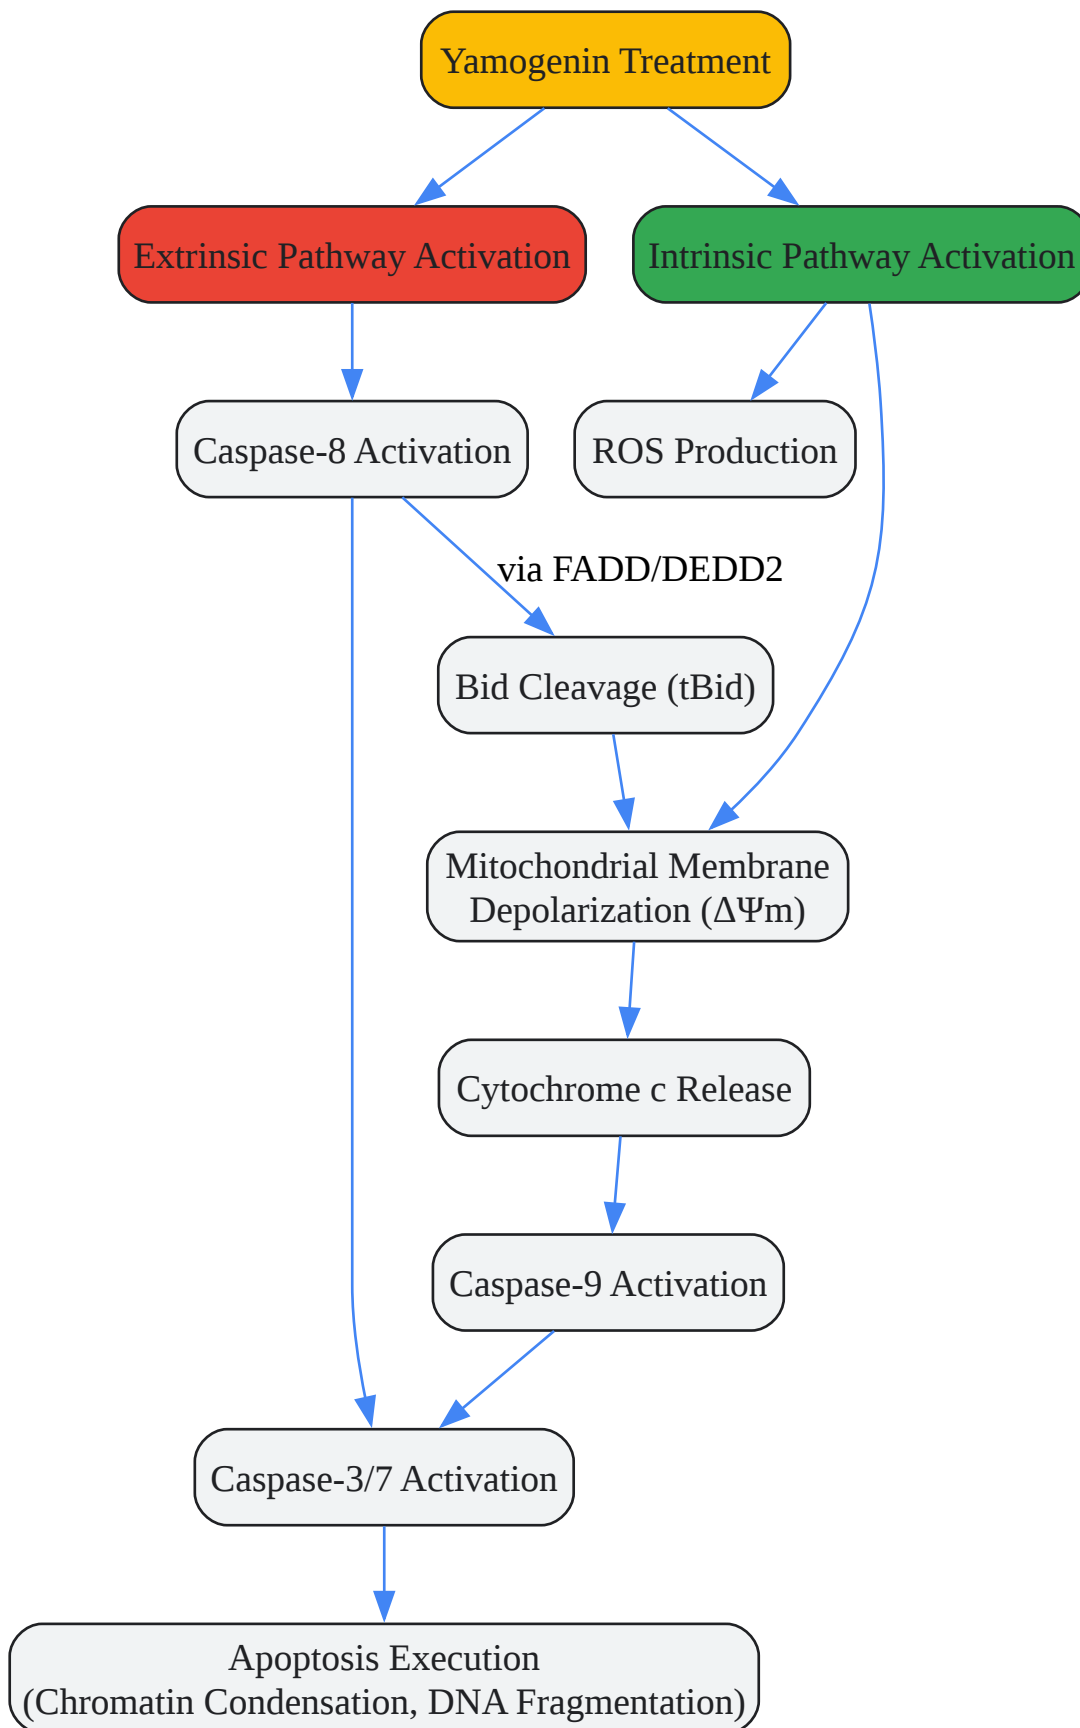 Yamogenin Treatment
Extrinsic Pathway Activation
Intrinsic Pathway Activation
Caspase-8 Activation
ROS Production
via FADD/DEDD2
Bid Cleavage (tBid)
Mitochondrial Membrane
Depolarization (ΔΨm)
Cytochrome c Release
Caspase-9 Activation
Caspase-3/7 Activation
Apoptosis Execution
(Chromatin Condensation, DNA Fragmentation)